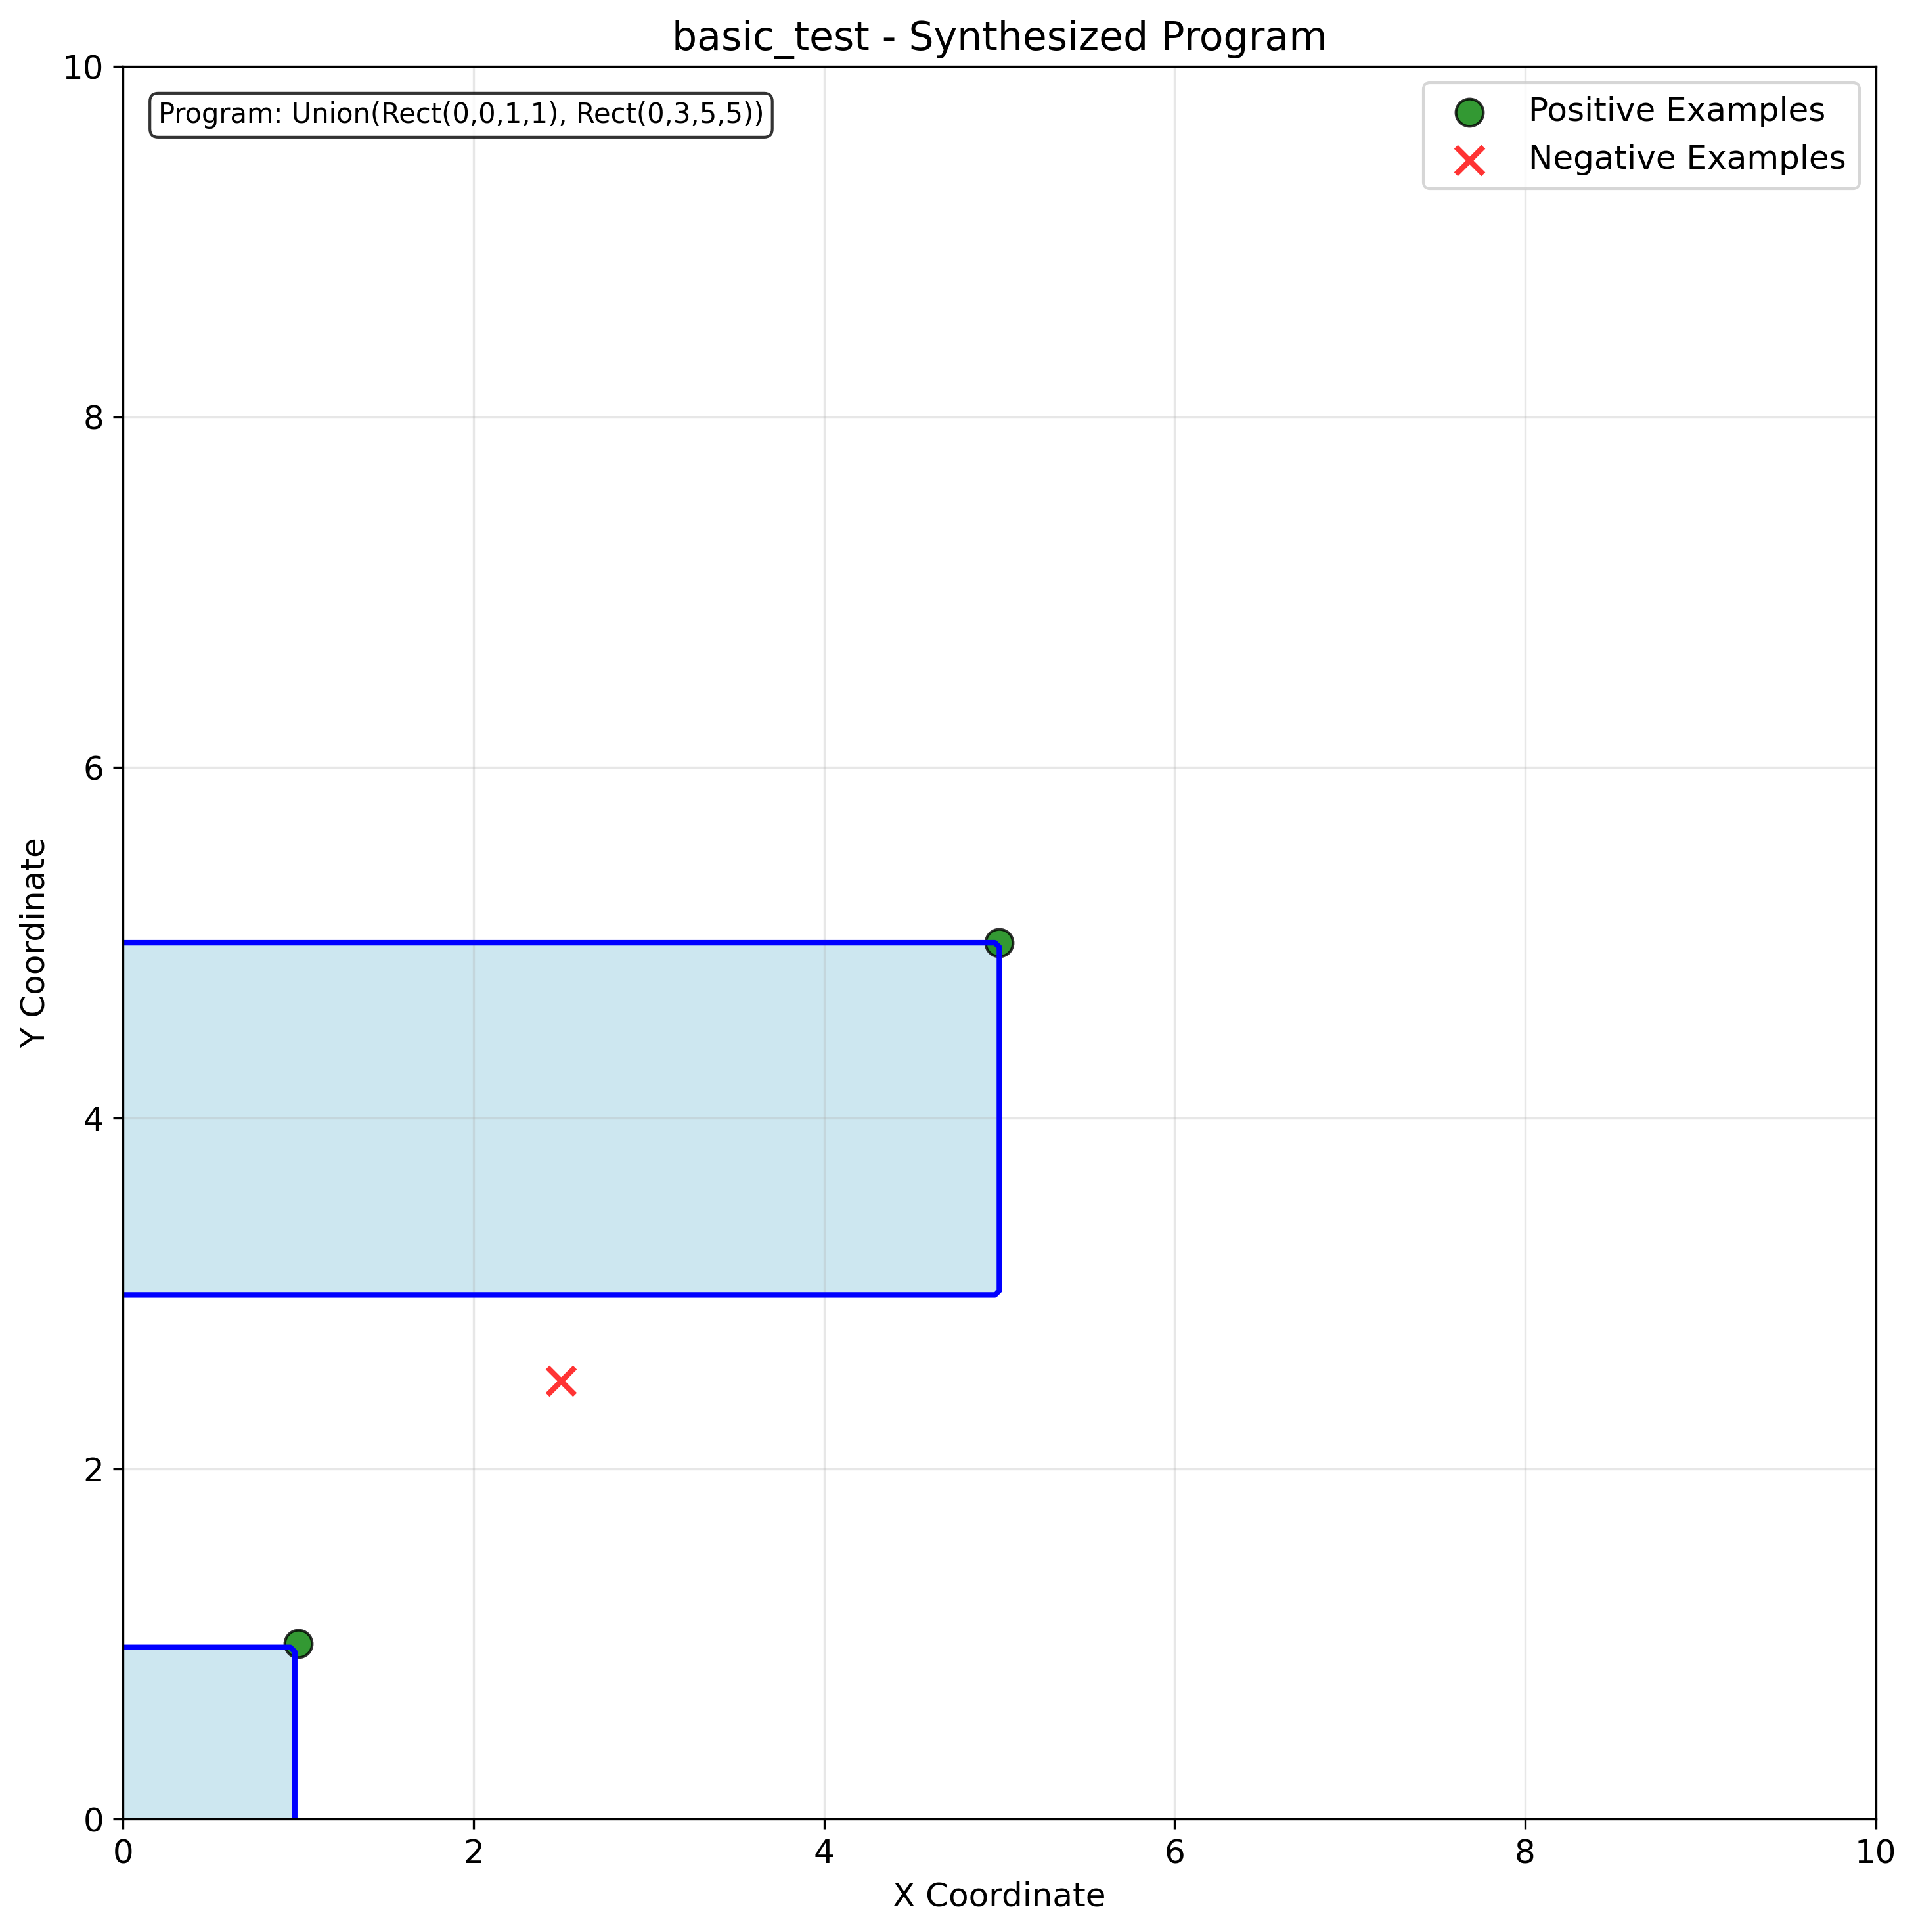 basic_test - Synthesized Program
Program: Union(Rect(0,0,1,1), Rect(0,3,5,5))
Positive Examples
Negative Examples
10
8
6
4
2
0
Y Coordinate
0 2 4 6 8 10
X Coordinate